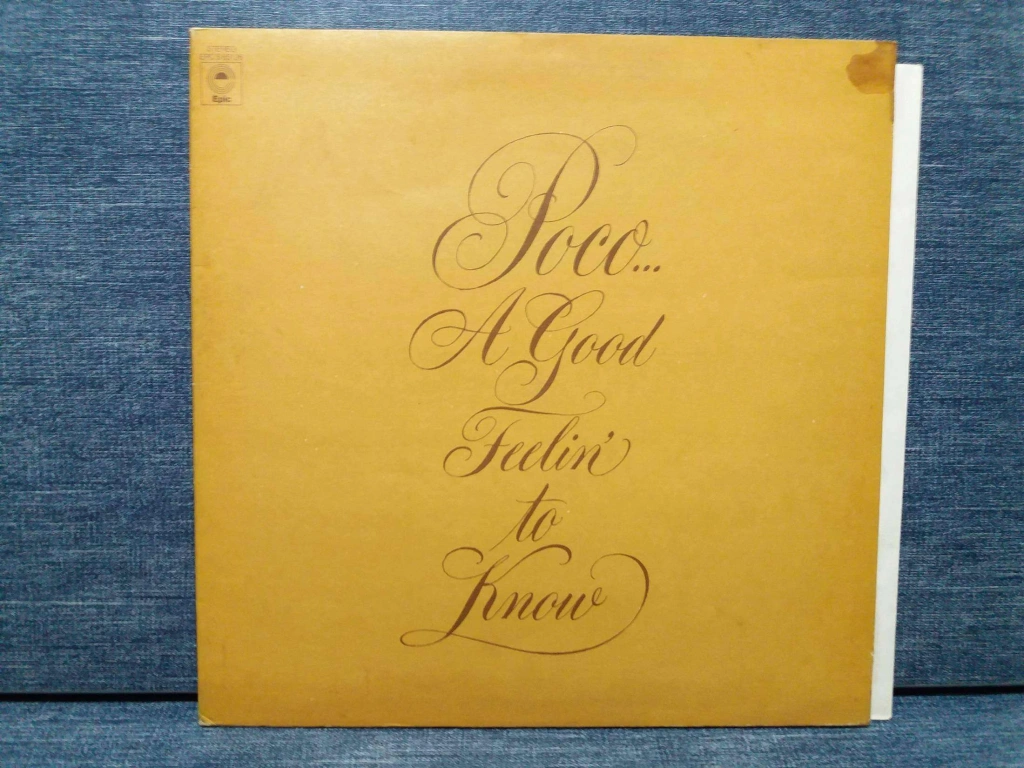 STEREO
Epic
Poco...
A Good
Feelin'
to
Know